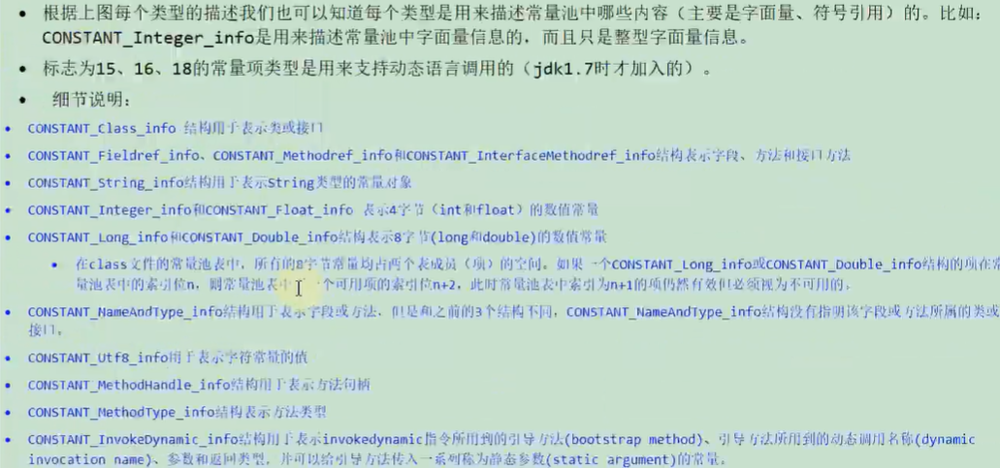 根据上图每个类型的描述我们也可以知道每个类型是用来描述常量池中哪些内容（主要是字面量、符号引用）的。比如：
CONSTANT_Integer_info是用来描述常量池中字面量信息的，而且只是整型字面量信息。
标志为15、16、18的常量项类型是用来支持动态语言调用的（jdk1.7时才加入的）。
细节说明：
CONSTANT_Class_info 结构用于表示类或接口
CONSTANT_Fieldref_info、CONSTANT_Methodref_info和CONSTANT_InterfaceMethodref_info结构表示字段、方法和接口方法
CONSTANT_String_info结构用于表示String类型的常量对象
CONSTANT_Integer_info和CONSTANT_Float_info 表示4字节（int和float）的数值常量
CONSTANT_Long_info和CONSTANT_Double_info结构表示8字节(long和double)的数值常量
在class文件的常量池表中，所有的8字节常量均占两个表成员（项）的空间。如果一个CONSTANT_Long_info或CONSTANT_Double_info结构的项在常
量池表中的索引位n，则常量池表中 个可用项的索引位n+2，此时常量池表中索引为n+1的项仍然有效但必须视为不可用的。
CONSTANT_NameAndType_info结构用于表示字段或方法，但是和之前的3个结构不同，CONSTANT_NameAndType_info结构没有指明该字段或方法所属的类或
接口。
CONSTANT_Utf8_info用于表示字符常量的值
CONSTANT_MethodHandle_info结构用于表示方法句柄
CONSTANT_MethodType_info结构表示方法类型
CONSTANT_InvokeDynamic_info结构用于表示invokedynamic指令所用到的引导方法(bootstrap method)、引导方法所用到的动态调用名称(dynamic
invocation name)、参数和返回类型，并可以给引导方法传入一系列称为静态参数(static argument)的常量。